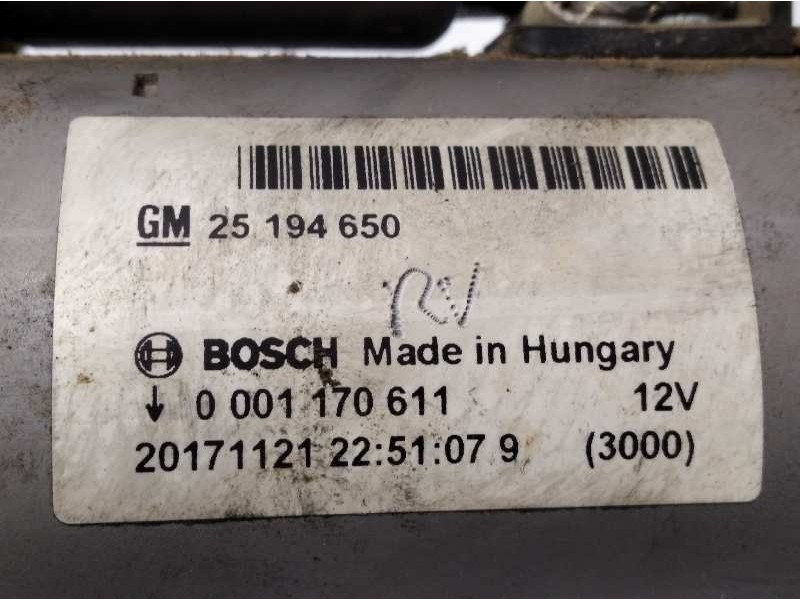 GM 25 194 650
RV
BOSCH Made in Hungary
↓ 0 001 170 611 12V
20171121 22:51:07 9 (3000)